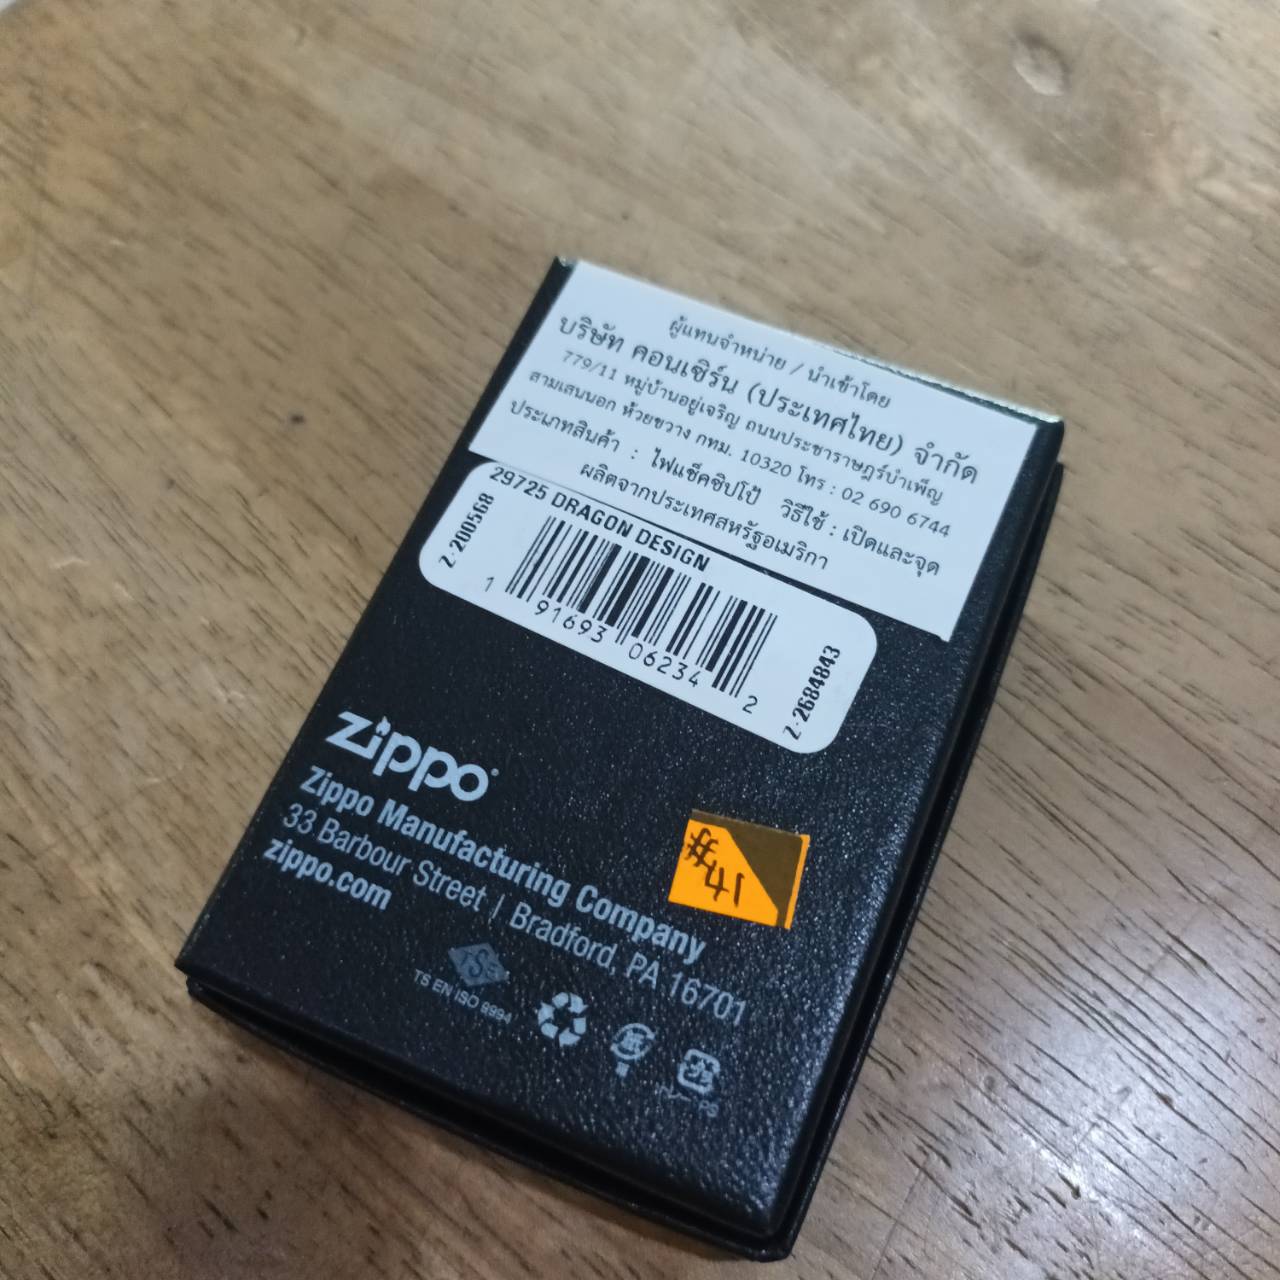 ผู้แทนจำหน่าย / นำเข้าโดย
บริษัท คอนเซิร์น (ประเทศไทย) จำกัด
779/11 หมู่บ้านอยู่เจริญ ถนนประชาราษฎร์บำเพ็ญ
สามเสนนอก ห้วยขวาง กทม. 10320 โทร : 02 690 6744
ประเภทสินค้า : ไฟแช็คซิปโป้ วิธีใช้ : เปิดและจุด
ผลิตจากประเทศสหรัฐอเมริกา
29725 DRAGON DESIGN
Z-200568
1 91693 06234 2
Z-2684843
zippo
Zippo Manufacturing Company
33 Barbour Street | Bradford, PA 16701
zippo.com
#41
TSE
TS EN ISO 9994